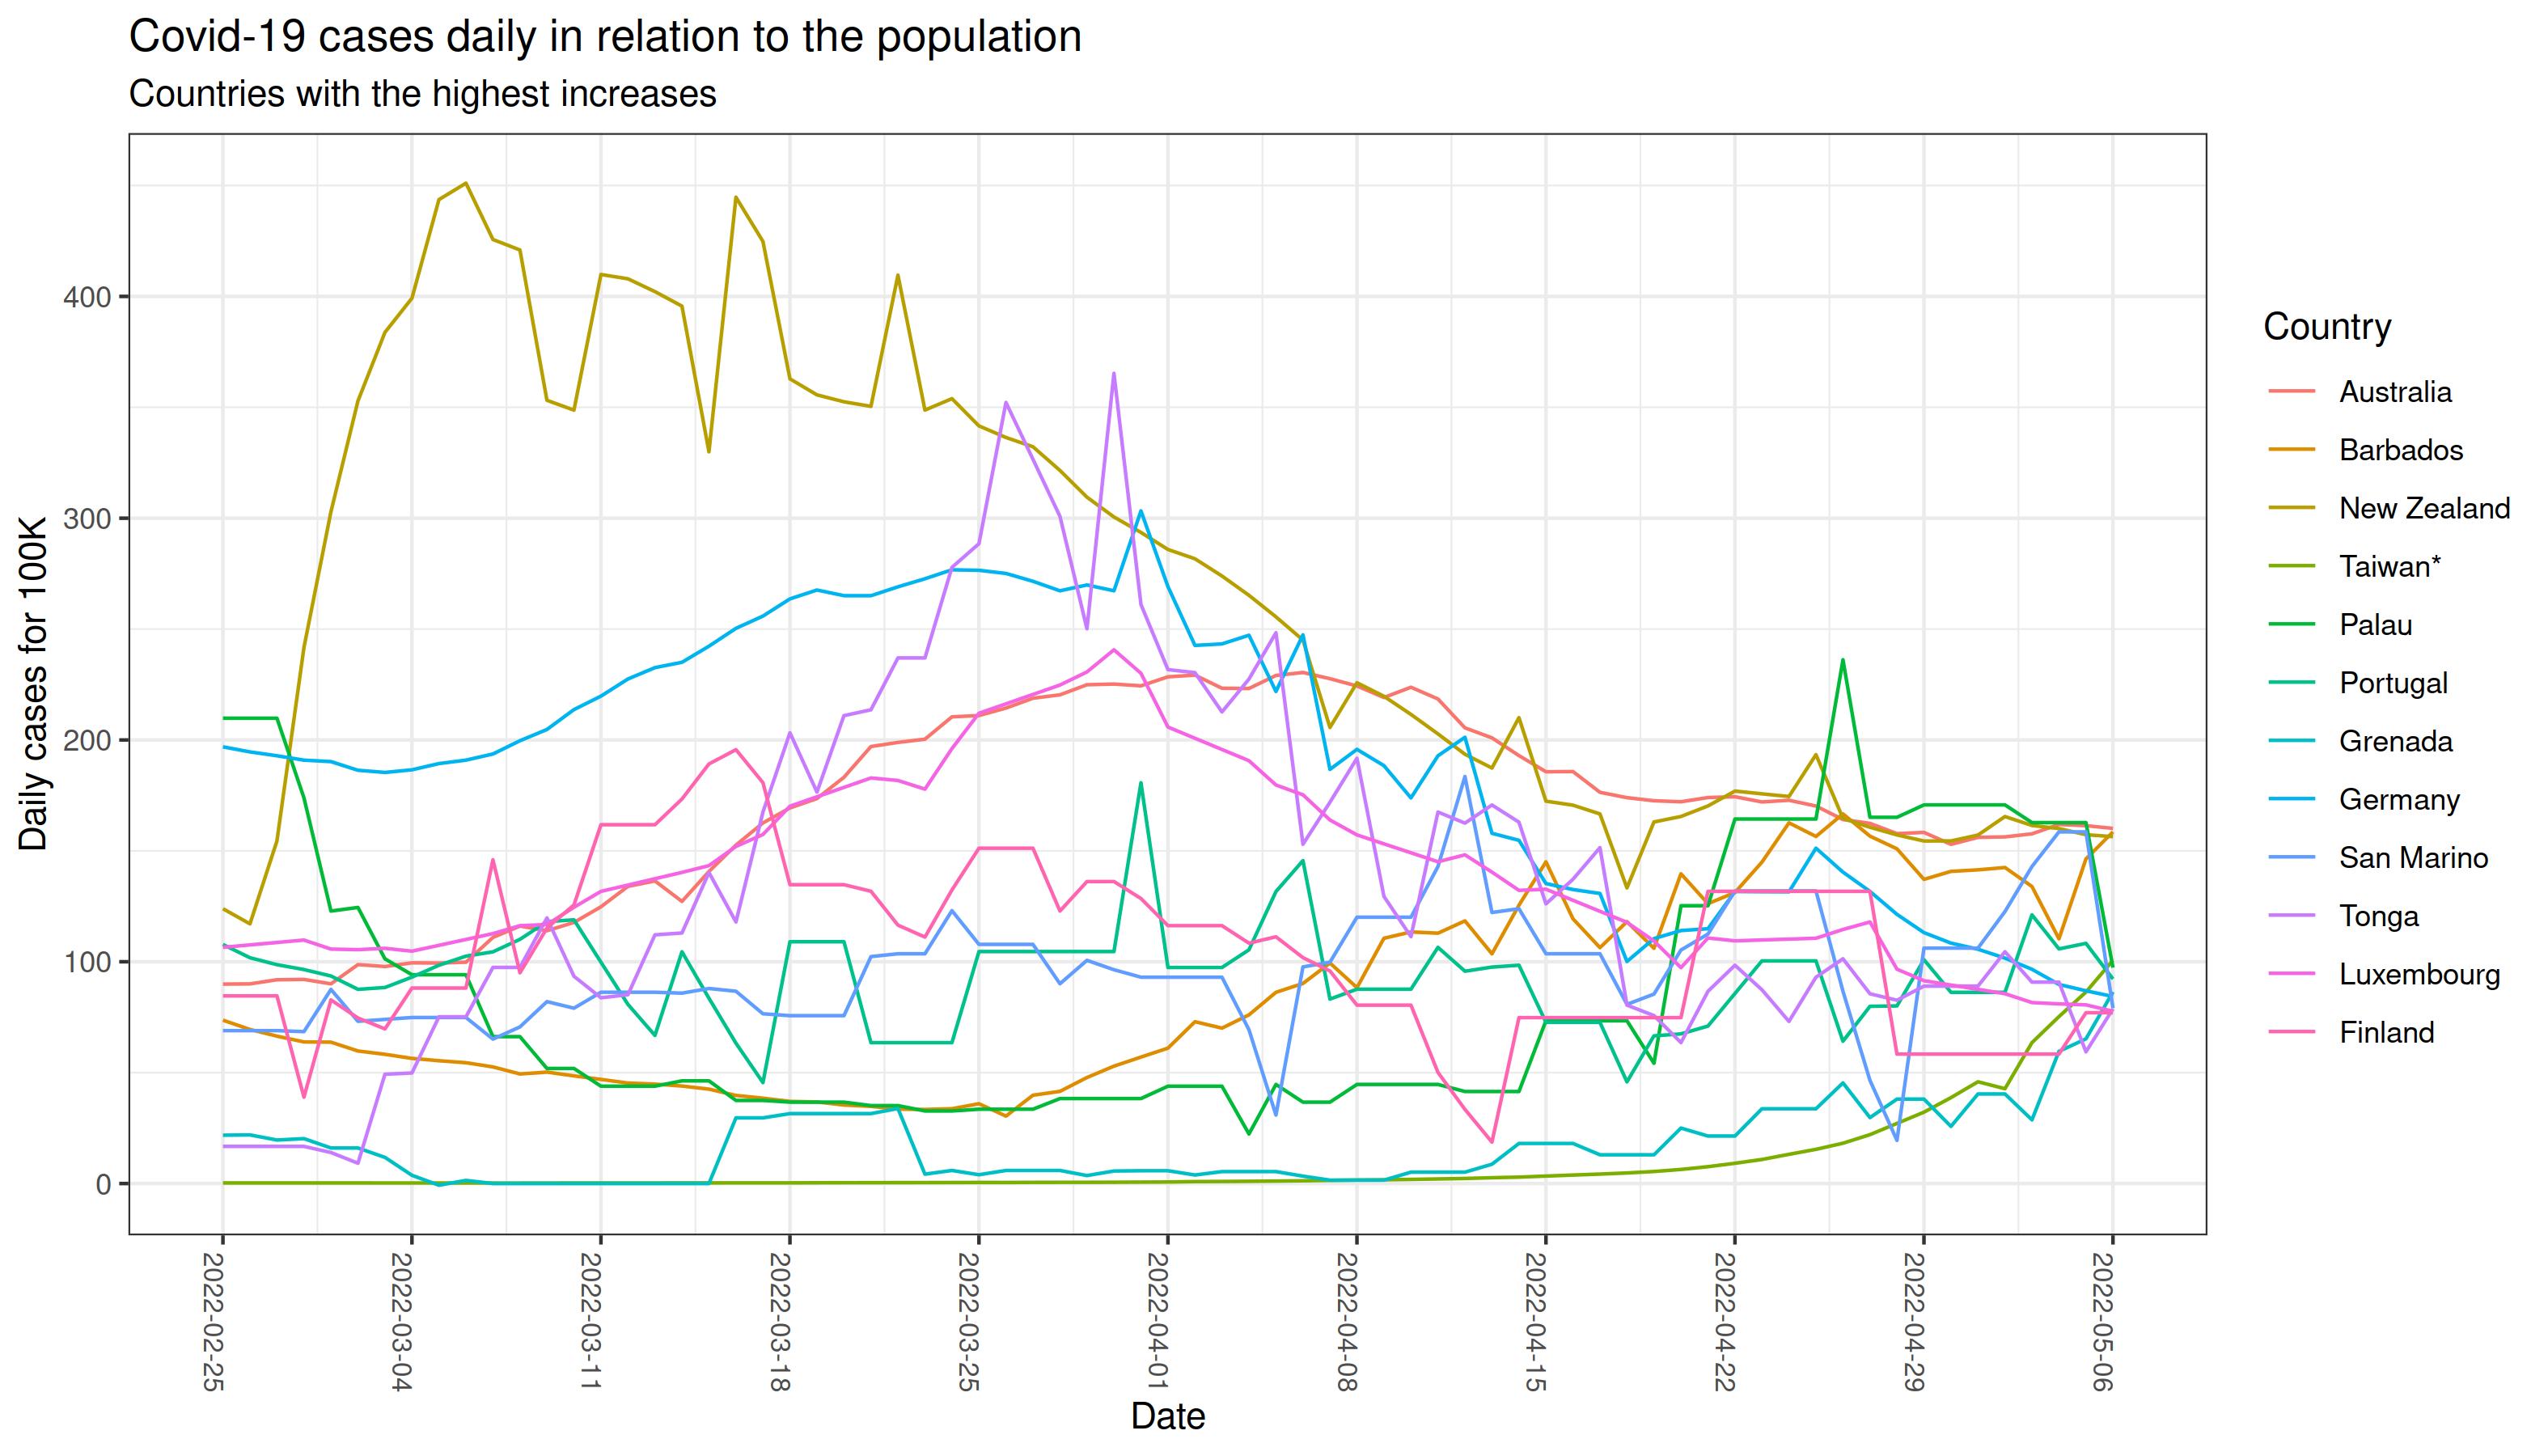 Covid-19 cases daily in relation to the population
Countries with the highest increases
Daily cases for 100K
400
300
200
100
0
2022-02-25
2022-03-04
2022-03-11
2022-03-18
2022-03-25
2022-04-01
2022-04-08
2022-04-15
2022-04-22
2022-04-29
2022-05-06
Date
Country
Australia
Barbados
New Zealand
Taiwan*
Palau
Portugal
Grenada
Germany
San Marino
Tonga
Luxembourg
Finland